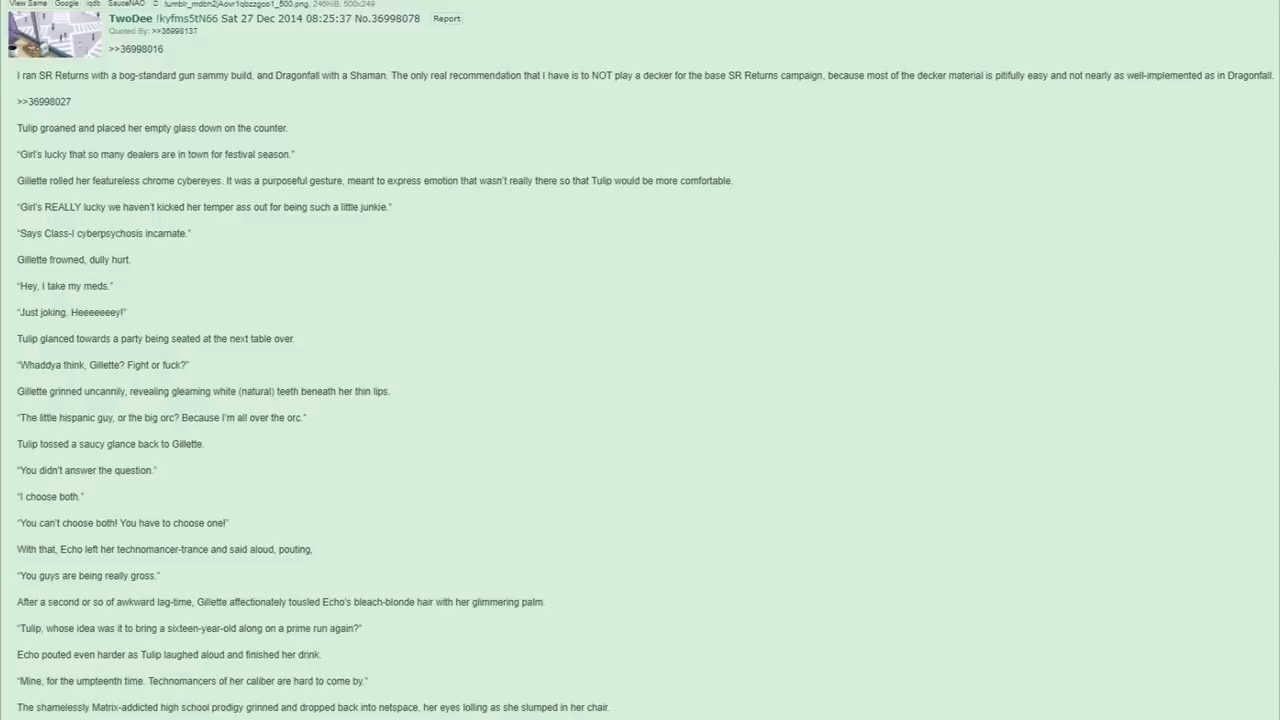 View Same Google iqdb SauceNAO tumblr_mdbh2jAovr1qbzzgco1_500.png, 246KiB, 500x249
TwoDee !kyfms5tN66 Sat 27 Dec 2014 08:25:37 No.36998078 Report
Quoted By: >>36998137
>>36998016
I ran SR Returns with a bog-standard gun sammy build, and Dragonfall with a Shaman. The only real recommendation that I have is to NOT play a decker for the base SR Returns campaign, because most of the decker material is pitifully easy and not nearly as well-implemented as in Dragonfall.
>>36998027
Tulip groaned and placed her empty glass down on the counter.
“Girl’s lucky that so many dealers are in town for festival season.”
Gillette rolled her featureless chrome cybereyes. It was a purposeful gesture, meant to express emotion that wasn’t really there so that Tulip would be more comfortable.
“Girl’s REALLY lucky we haven’t kicked her temper ass out for being such a little junkie.”
“Says Class-I cyberpsychosis incarnate.”
Gillette frowned, dully hurt.
“Hey, I take my meds.”
“Just joking. Heeeeeeey!”
Tulip glanced towards a party being seated at the next table over.
“Whaddya think, Gillette? Fight or fuck?”
Gillette grinned uncannily, revealing gleaming white (natural) teeth beneath her thin lips.
“The little hispanic guy, or the big orc? Because I’m all over the orc.”
Tulip tossed a saucy glance back to Gillette.
“You didn’t answer the question.”
“I choose both.”
“You can’t choose both! You have to choose one!”
With that, Echo left her technomancer-trance and said aloud, pouting,
“You guys are being really gross.”
After a second or so of awkward lag-time, Gillette affectionately tousled Echo’s bleach-blonde hair with her glimmering palm.
“Tulip, whose idea was it to bring a sixteen-year-old along on a prime run again?”
Echo pouted even harder as Tulip laughed aloud and finished her drink.
“Mine, for the umpteenth time. Technomancers of her caliber are hard to come by.”
The shamelessly Matrix-addicted high school prodigy grinned and dropped back into netspace, her eyes lolling as she slumped in her chair.